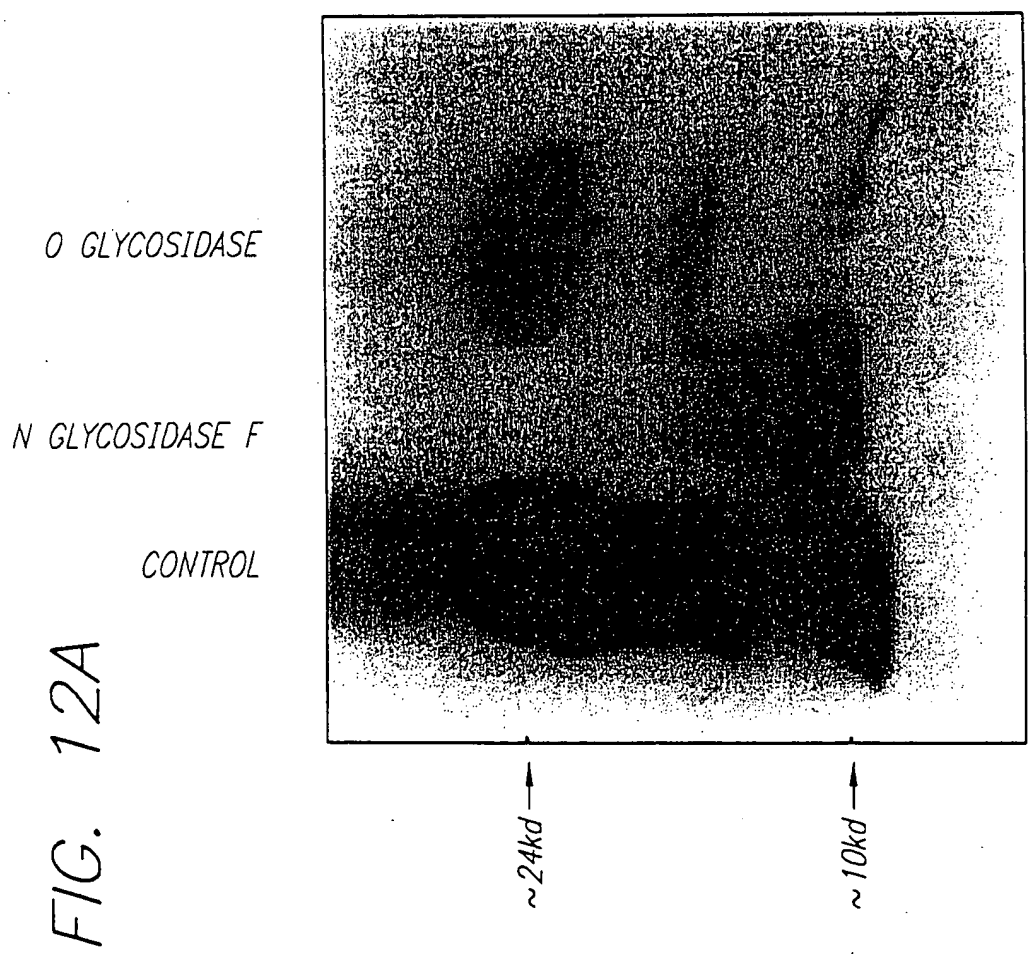 O GLYCOSIDASE
N GLYCOSIDASE F
CONTROL
FIG. 12A
~24kd
~10kd